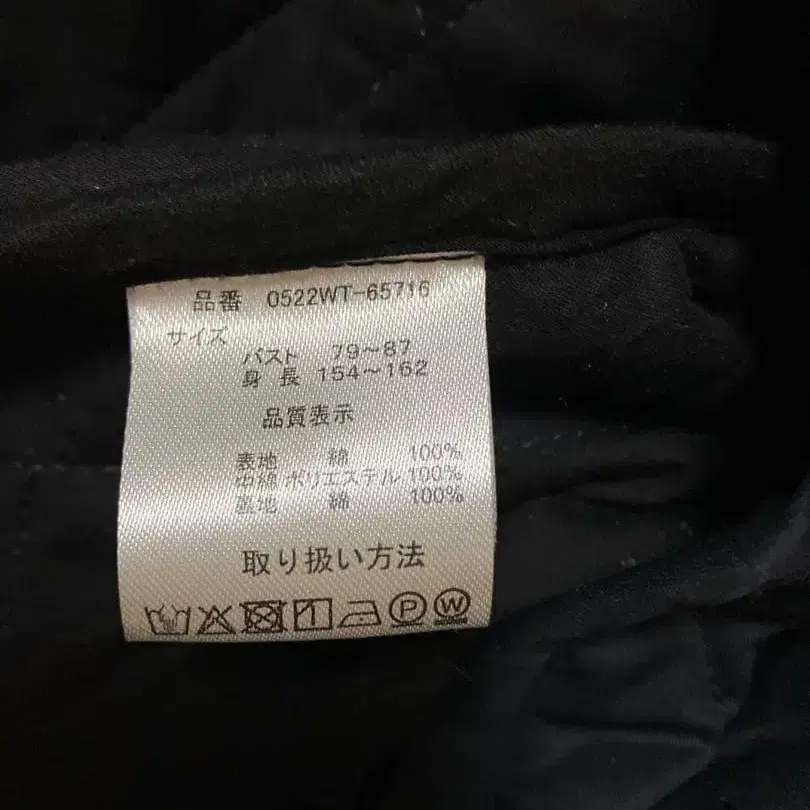 品番 0522WT-65716
サイズ
バスト 79～87
身長 154～162
品質表示
表地 綿 100%
中綿 ポリエステル 100%
裏地 綿 100%
取り扱い方法
P W